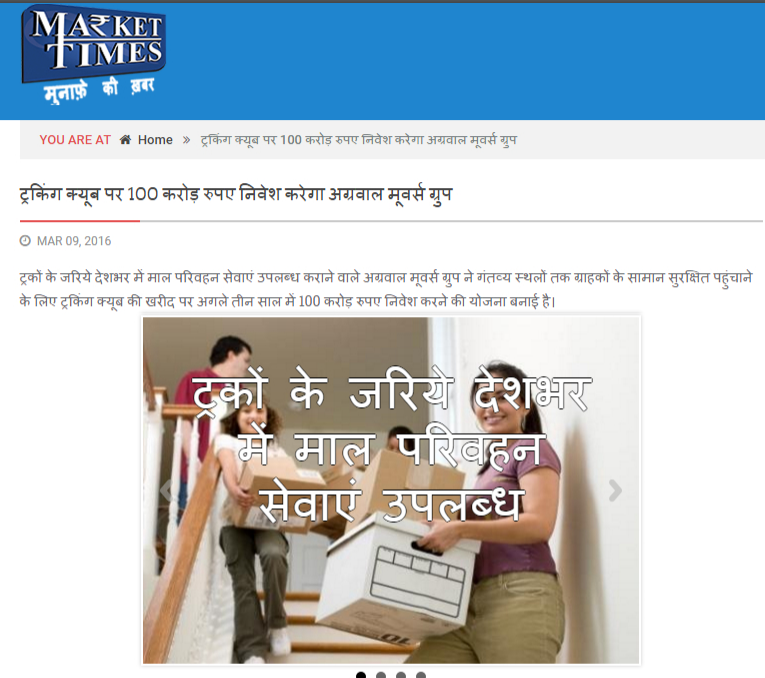 MARKET
TIMES
मुनाफ़े की ख़बर
YOU ARE AT Home » ट्रकिंग क्यूब पर 100 करोड़ रुपए निवेश करेगा अग्रवाल मूवर्स ग्रुप
ट्रकिंग क्यूब पर 100 करोड़ रुपए निवेश करेगा अग्रवाल मूवर्स ग्रुप
MAR 09, 2016
ट्रकों के जरिये देशभर में माल परिवहन सेवाएं उपलब्ध कराने वाले अग्रवाल मूवर्स ग्रुप ने गंतव्य स्थलों तक ग्राहकों के सामान सुरक्षित पहुंचाने
के लिए ट्रकिंग क्यूब की खरीद पर अगले तीन साल में 100 करोड़ रुपए निवेश करने की योजना बनाई है।
ट्रकों के जरिये देशभर
में माल परिवहन
सेवाएं उपलब्ध